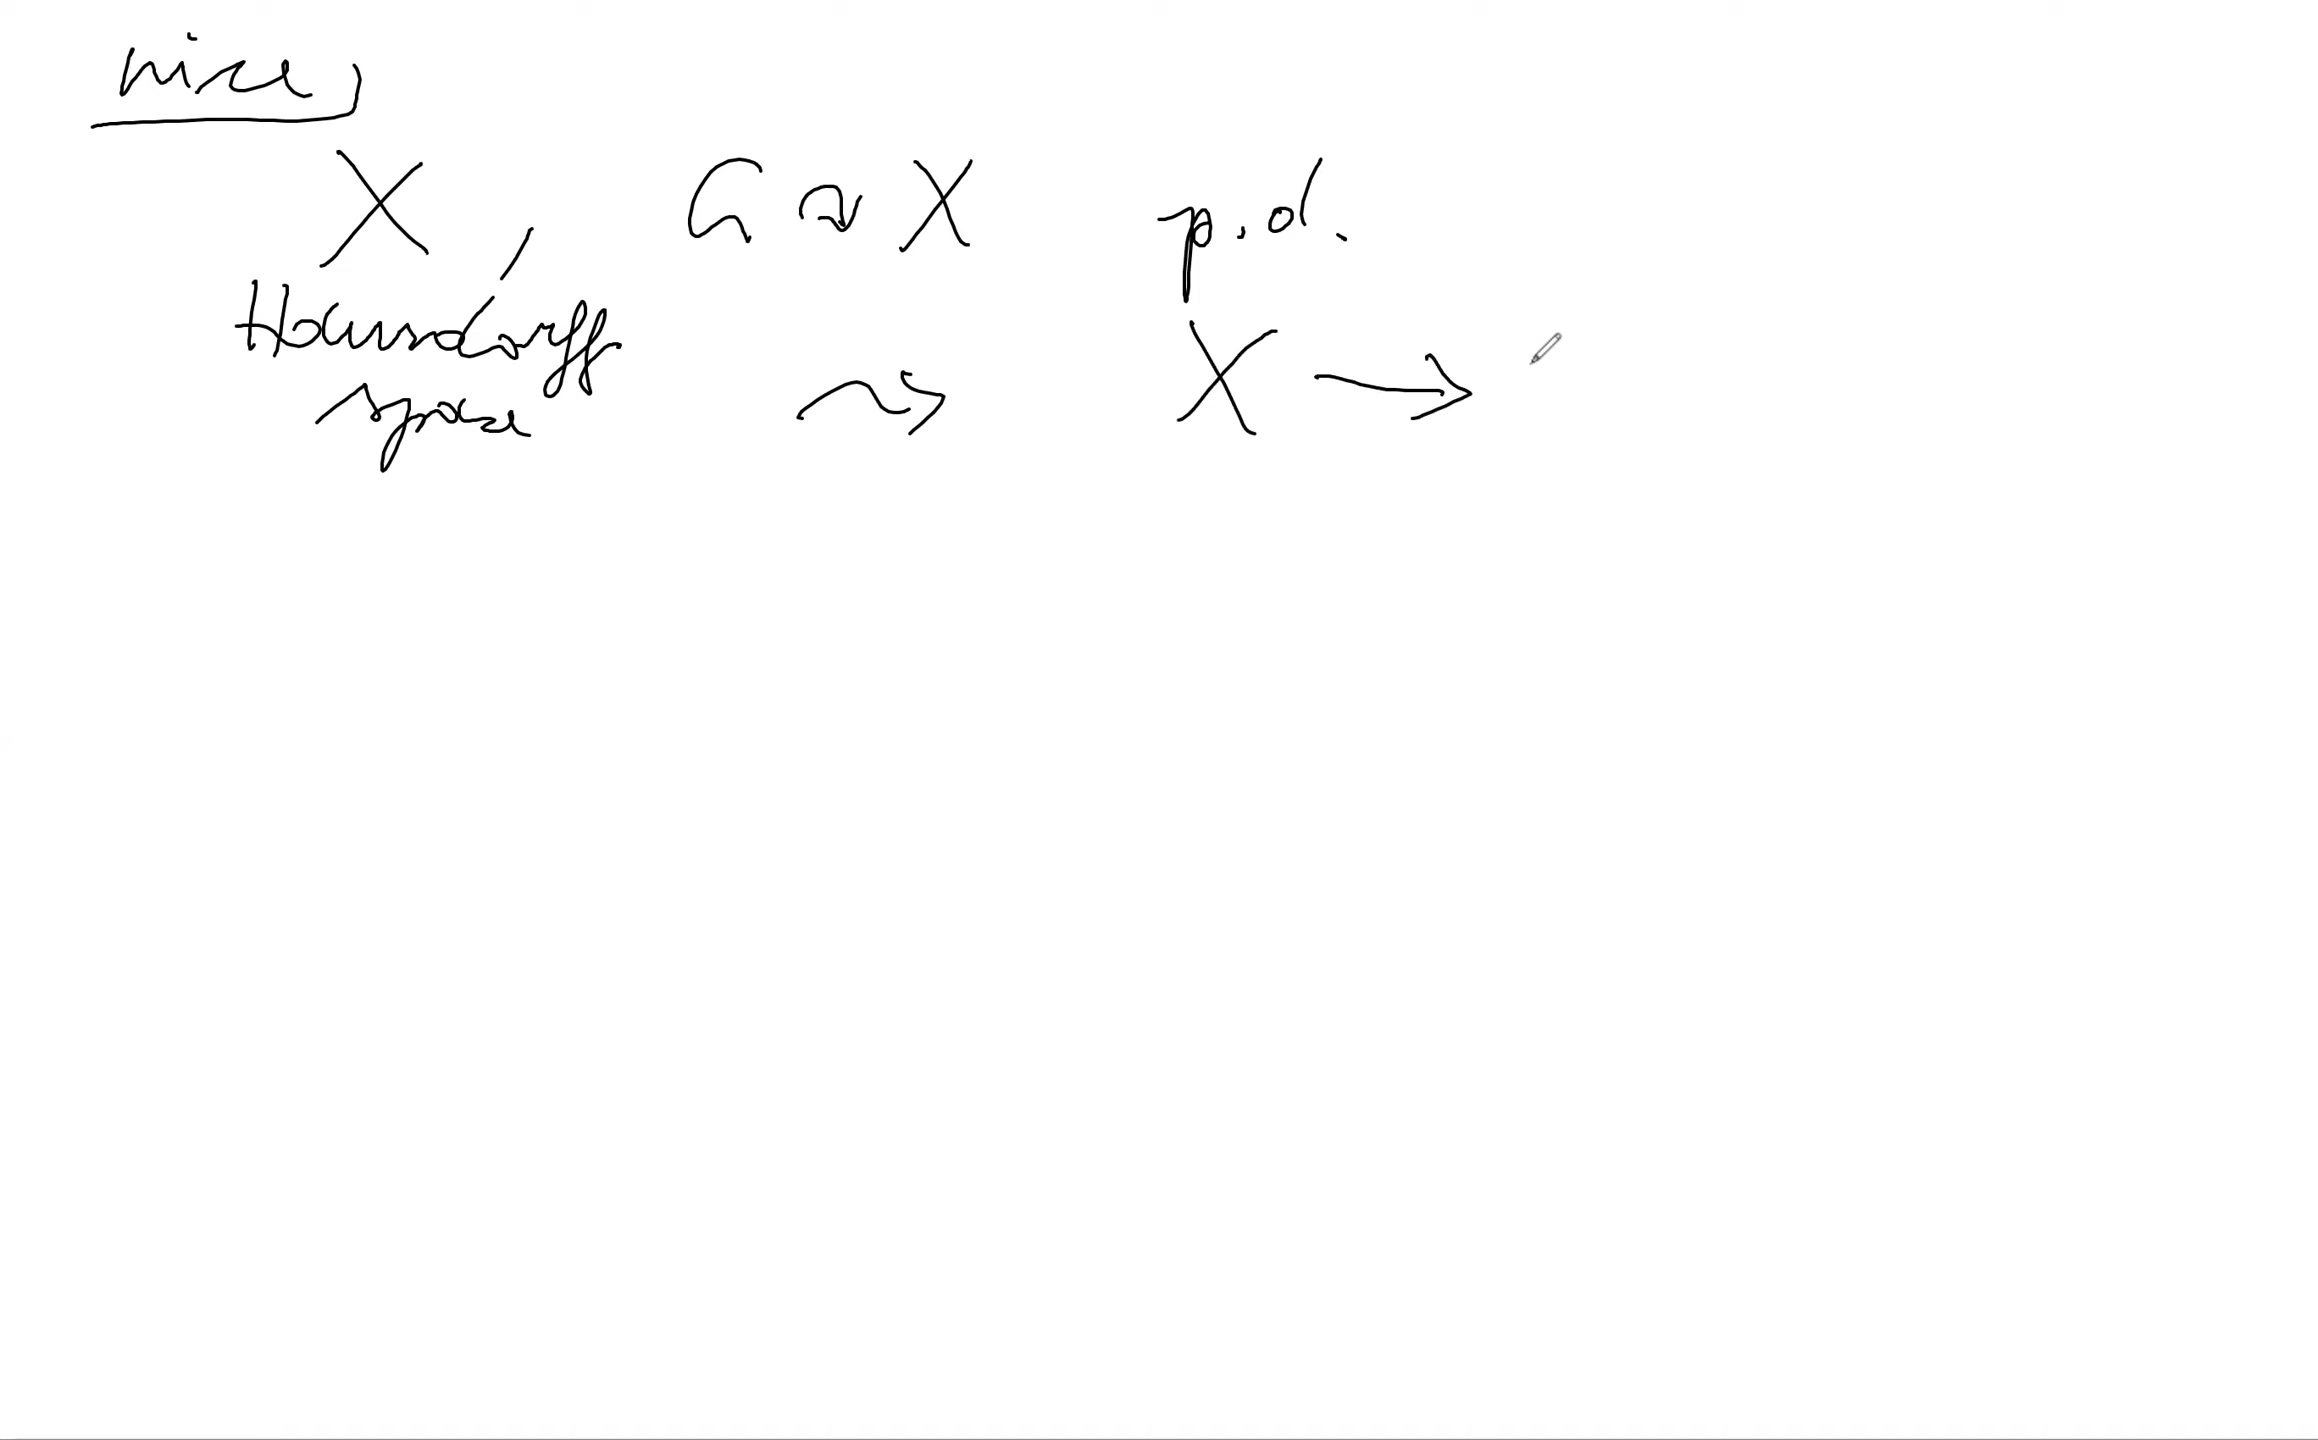 nice,
X, G ↷ X p.d.
Hausdorff
space ⇝ X →